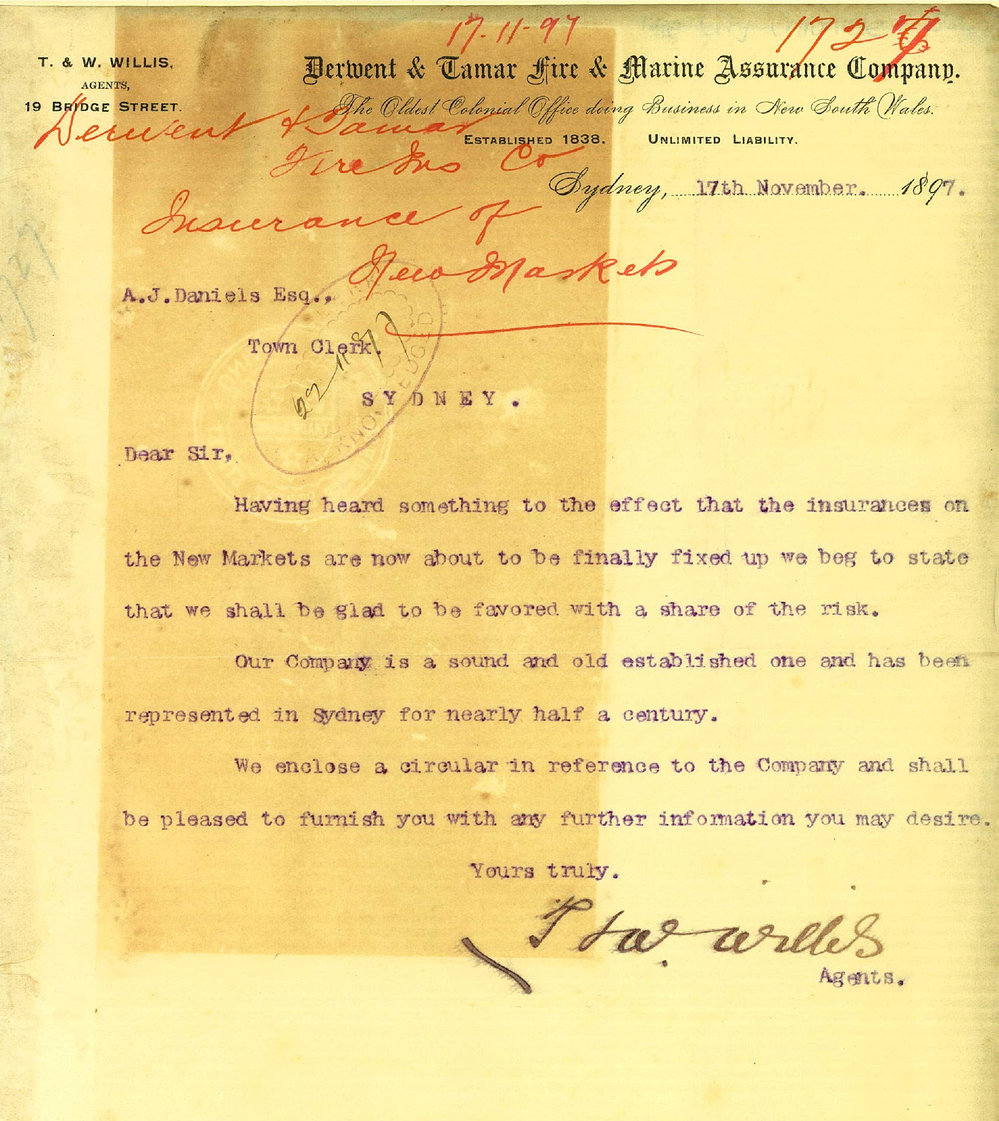 17-11-97
T. & W. WILLIS,
AGENTS,
19 BRIDGE STREET.
Derwent & Tamar Fire & Marine Assurance Company.
The Oldest Colonial Office doing Business in New South Wales.
ESTABLISHED 1838. UNLIMITED LIABILITY.
Derwent & Tamar
Fire Ins Co
Insurance of
New Markets
Sydney, 17th November. 1897.
A.J.Daniels Esq.,
Town Clerk.
SYDNEY.
22-11-97
Dear Sir,
Having heard something to the effect that the insurances on
the New Markets are now about to be finally fixed up we beg to state
that we shall be glad to be favored with a share of the risk.
Our Company is a sound and old established one and has been
represented in Sydney for nearly half a century.
We enclose a circular in reference to the Company and shall
be pleased to furnish you with any further information you may desire.
Yours truly.
T & W. Willis
Agents.